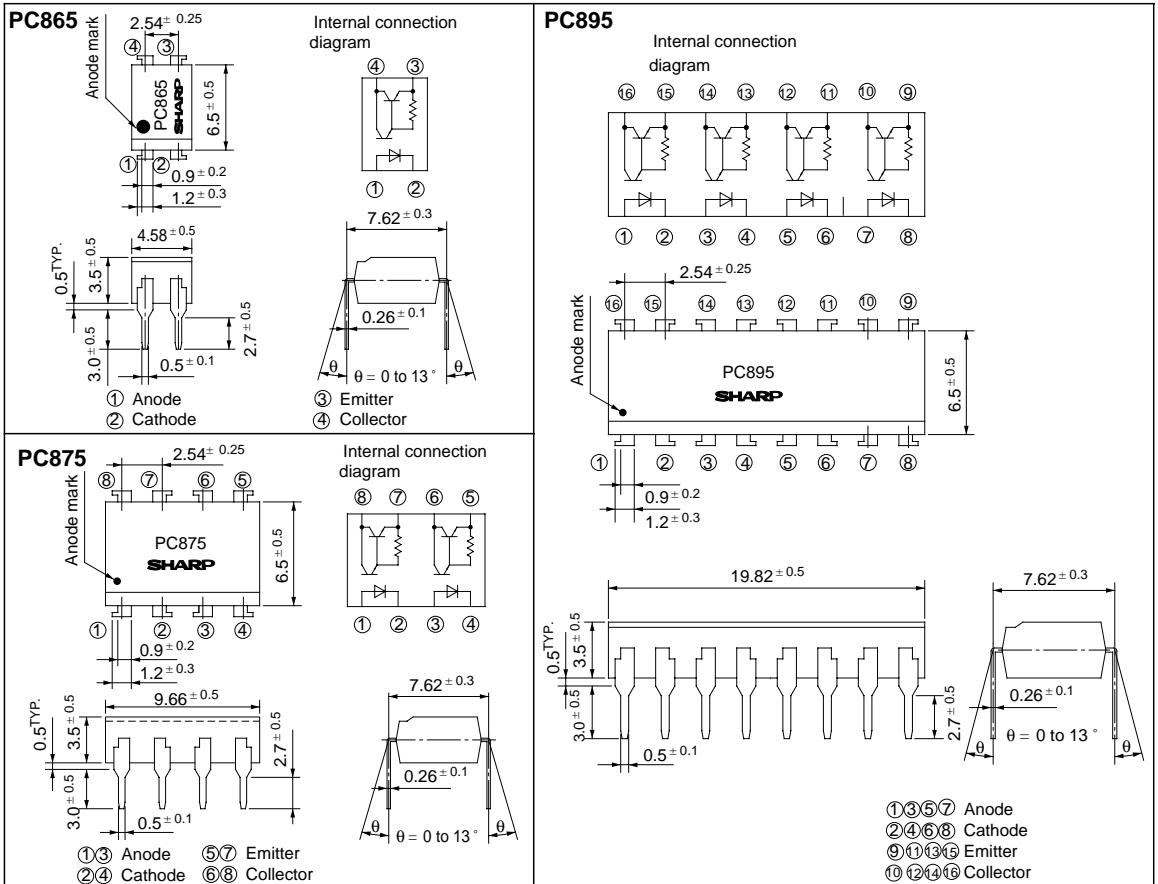 PC865
2.54± 0.25
Anode mark
④ ③
PC865
SHARP
6.5 ± 0.5
① ②
0.9 ± 0.2
1.2 ± 0.3
Internal connection
diagram
④ ③
① ②
4.58 ± 0.5
0.5 TYP.
3.5 ± 0.5
3.0 ± 0.5
0.5 ± 0.1
2.7 ± 0.5
7.62 ± 0.3
0.26 ± 0.1
θ θ = 0 to 13 ° θ
① Anode ③ Emitter
② Cathode ④ Collector
PC875
2.54± 0.25
Anode mark
⑧ ⑦ ⑥ ⑤
PC875
SHARP
6.5 ± 0.5
① ② ③ ④
0.9 ± 0.2
1.2 ± 0.3
Internal connection
diagram
⑧ ⑦ ⑥ ⑤
① ② ③ ④
9.66 ± 0.5
0.5 TYP.
3.5 ± 0.5
3.0 ± 0.5
0.5 ± 0.1
2.7 ± 0.5
7.62 ± 0.3
0.26 ± 0.1
θ θ = 0 to 13 ° θ
①③ Anode ⑤⑦ Emitter
②④ Cathode ⑥⑧ Collector
PC895
Internal connection
diagram
⑯ ⑮ ⑭ ⑬ ⑫ ⑪ ⑩ ⑨
① ② ③ ④ ⑤ ⑥ ⑦ ⑧
2.54 ± 0.25
Anode mark
⑯ ⑮ ⑭ ⑬ ⑫ ⑪ ⑩ ⑨
PC895
SHARP
6.5 ± 0.5
① ② ③ ④ ⑤ ⑥ ⑦ ⑧
0.9 ± 0.2
1.2 ± 0.3
19.82 ± 0.5
0.5 TYP.
3.5 ± 0.5
3.0 ± 0.5
0.5 ± 0.1
2.7 ± 0.5
7.62 ± 0.3
0.26 ± 0.1
θ θ = 0 to 13 ° θ
①③⑤⑦ Anode
②④⑥⑧ Cathode
⑨⑪⑬⑮ Emitter
⑩⑫⑭⑯ Collector